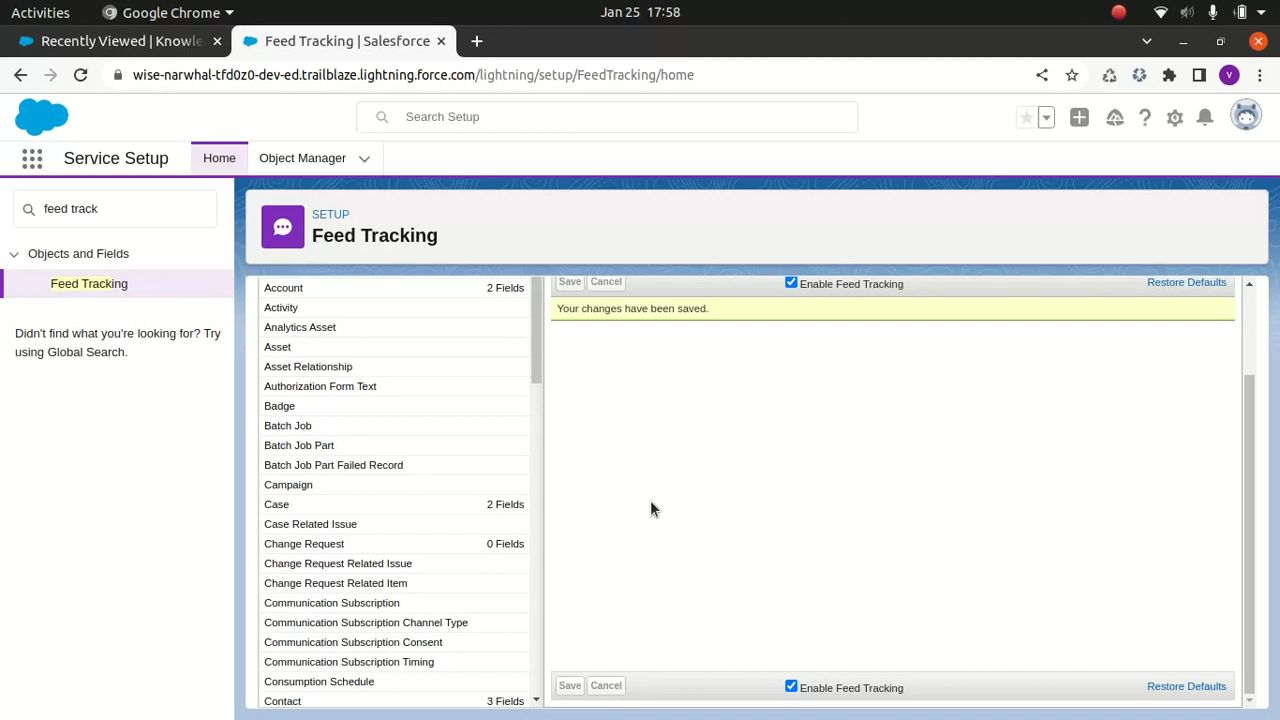 Activities
Google Chrome
Jan 25 17:58
Recently Viewed | Knowle
Feed Tracking | Salesforce
wise-narwhal-tfd0z0-dev-ed.trailblaze.lightning.force.com/lightning/setup/FeedTracking/home
V
Search Setup
Service Setup
Home
Object Manager
feed track
Objects and Fields
Feed Tracking
Didn't find what you're looking for? Try
using Global Search.
SETUP
Feed Tracking
Account 2 Fields
Activity
Analytics Asset
Asset
Asset Relationship
Authorization Form Text
Badge
Batch Job
Batch Job Part
Batch Job Part Failed Record
Campaign
Case 2 Fields
Case Related Issue
Change Request 0 Fields
Change Request Related Issue
Change Request Related Item
Communication Subscription
Communication Subscription Channel Type
Communication Subscription Consent
Communication Subscription Timing
Consumption Schedule
Contact 3 Fields
Save Cancel Enable Feed Tracking Restore Defaults
Your changes have been saved.
Save Cancel Enable Feed Tracking Restore Defaults